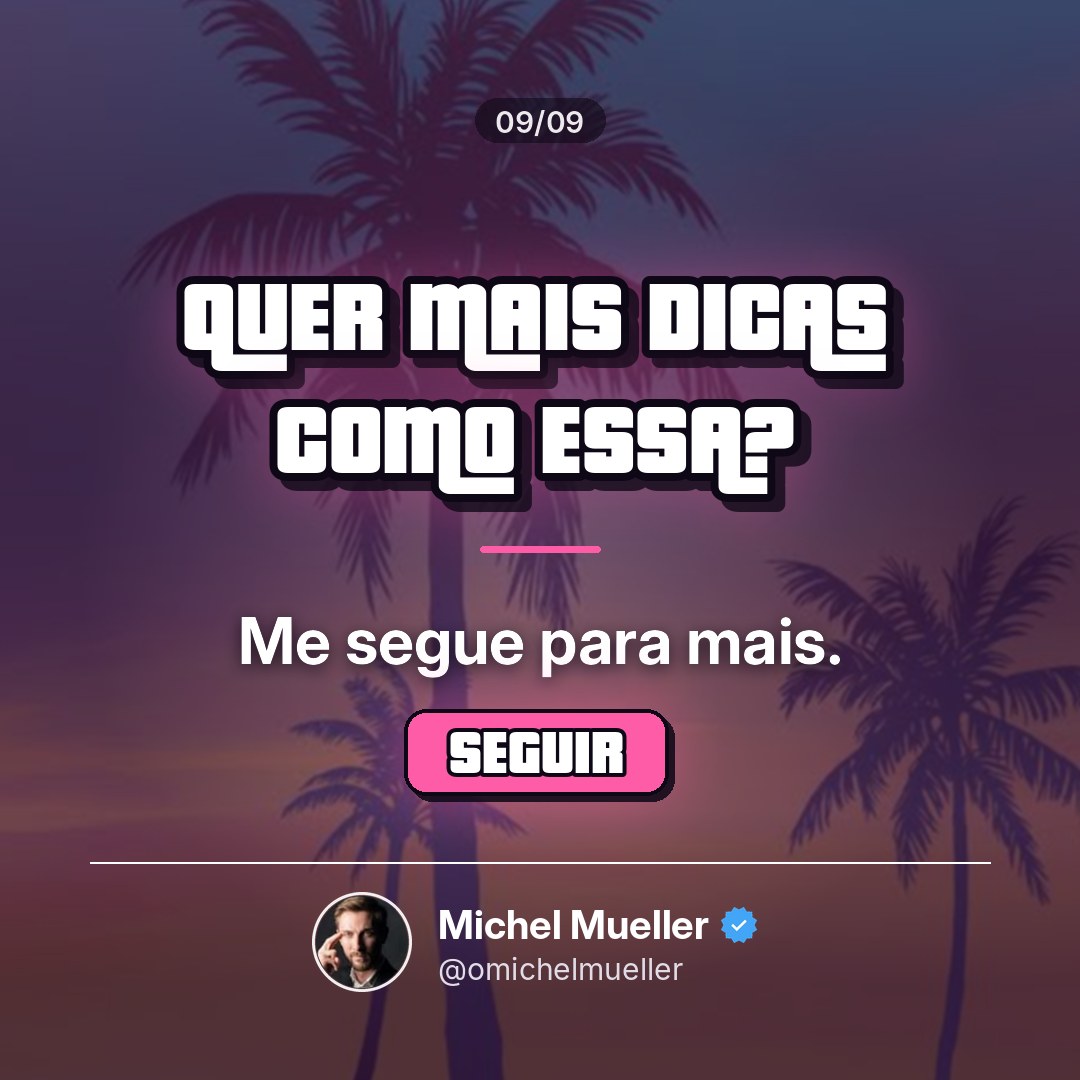 09/09
QUER MAIS DICAS
COMO ESSA?
Me segue para mais.
SEGUIR
Michel Mueller
@omichelmueller